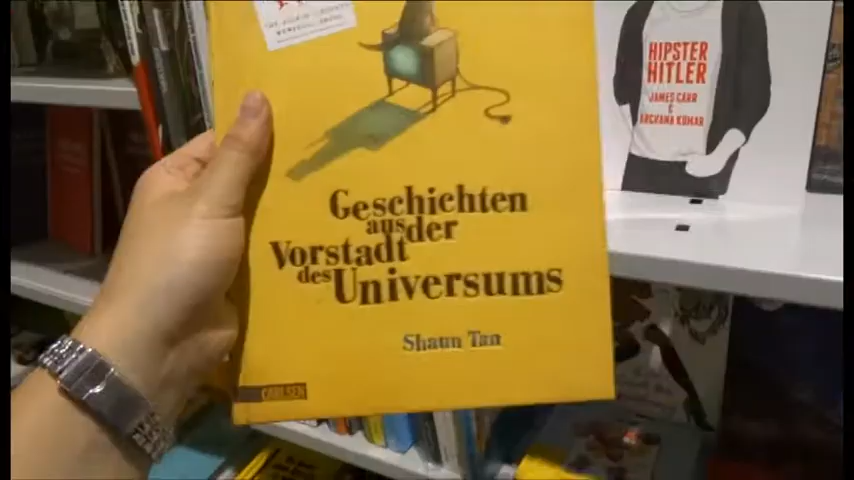 Geschichten
aus der
Vorstadt
des Universums
Shaun Tan
CARLSEN
HIPSTER
HITLER
JAMES CARR
&
ARCHANA KUMAR